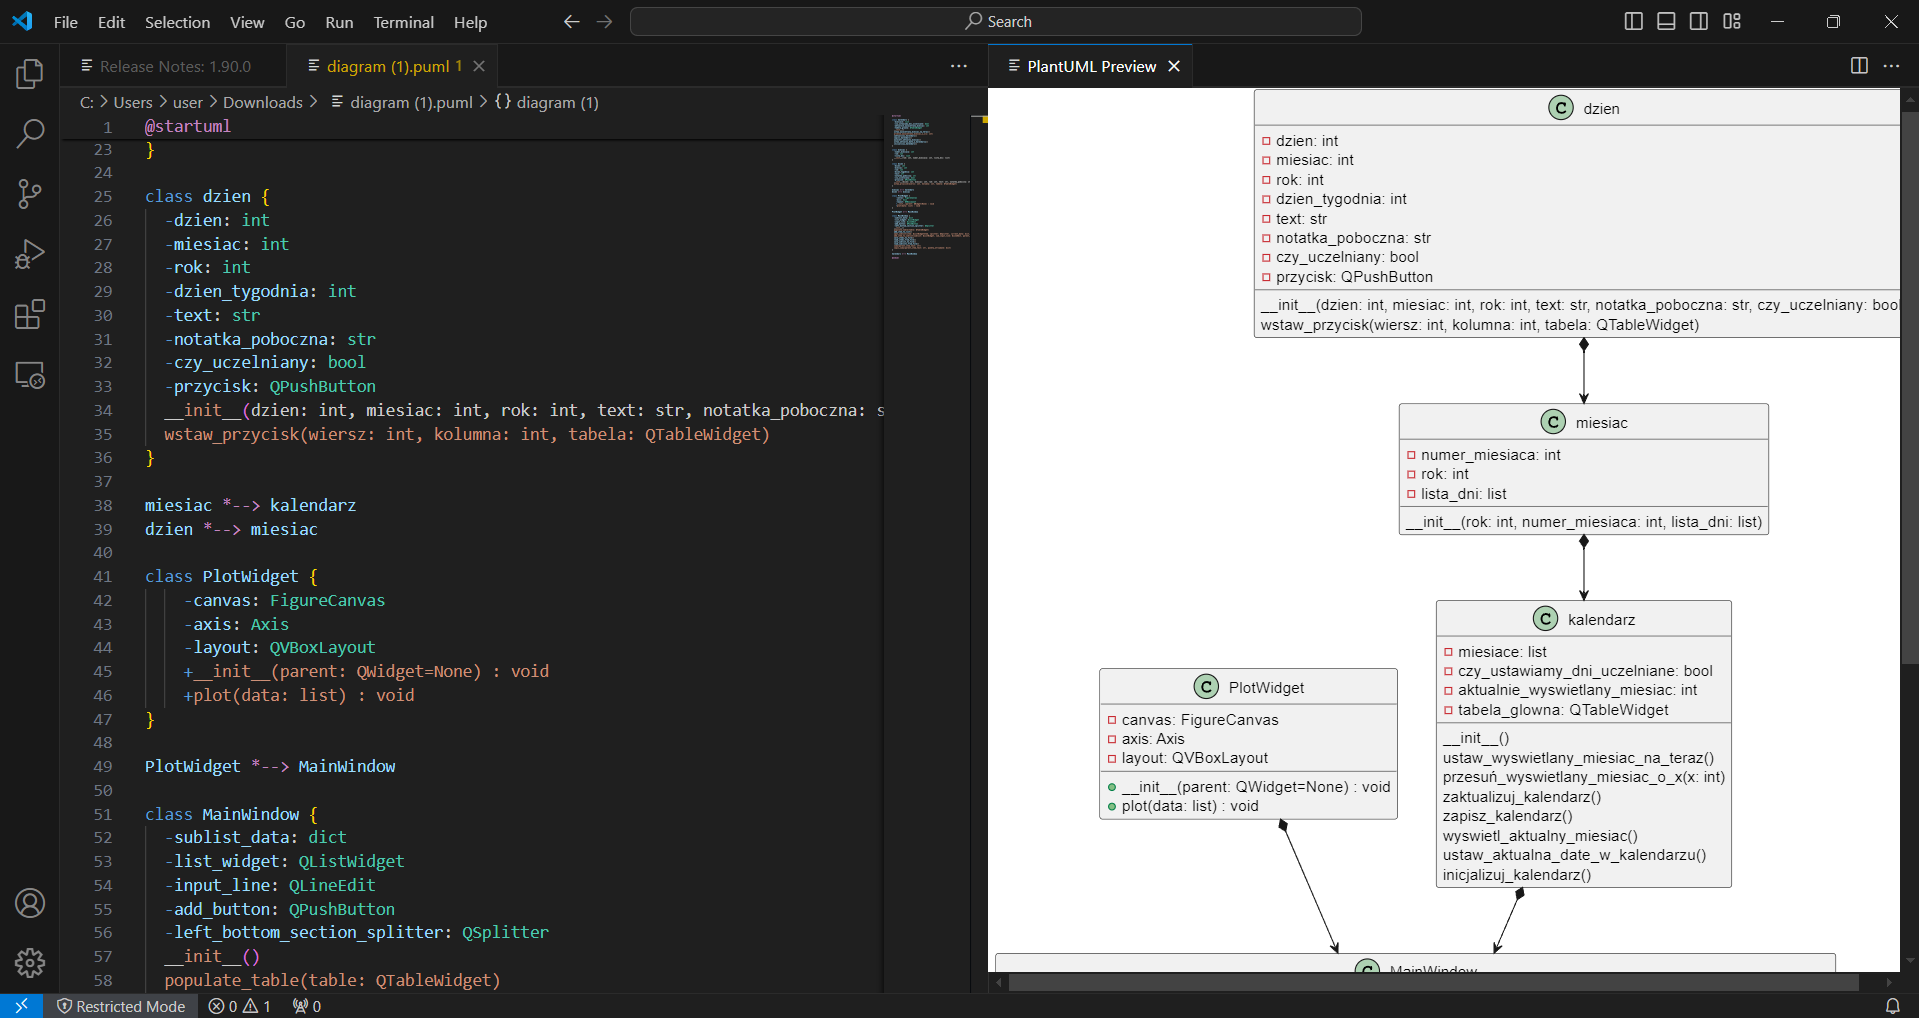 File Edit Selection View Go Run Terminal Help
Search
Release Notes: 1.90.0
diagram (1).puml 1
C: > Users > user > Downloads > diagram (1).puml > {} diagram (1)
1 @startuml
23 }
24
25 class dzien {
26 -dzien: int
27 -miesiac: int
28 -rok: int
29 -dzien_tygodnia: int
30 -text: str
31 -notatka_poboczna: str
32 -czy_uczelniany: bool
33 -przycisk: QPushButton
34 __init__(dzien: int, miesiac: int, rok: int, text: str, notatka_poboczna: s
35 wstaw_przycisk(wiersz: int, kolumna: int, tabela: QTableWidget)
36 }
37
38 miesiac *--> kalendarz
39 dzien *--> miesiac
40
41 class PlotWidget {
42 -canvas: FigureCanvas
43 -axis: Axis
44 -layout: QVBoxLayout
45 +__init__(parent: QWidget=None) : void
46 +plot(data: list) : void
47 }
48
49 PlotWidget *--> MainWindow
50
51 class MainWindow {
52 -sublist_data: dict
53 -list_widget: QListWidget
54 -input_line: QLineEdit
55 -add_button: QPushButton
56 -left_bottom_section_splitter: QSplitter
57 __init__()
58 populate_table(table: QTableWidget)
PlantUML Preview
C dzien
dzien: int
miesiac: int
rok: int
dzien_tygodnia: int
text: str
notatka_poboczna: str
czy_uczelniany: bool
przycisk: QPushButton
__init__(dzien: int, miesiac: int, rok: int, text: str, notatka_poboczna: str, czy_uczelniany: bool
wstaw_przycisk(wiersz: int, kolumna: int, tabela: QTableWidget)
C miesiac
numer_miesiaca: int
rok: int
lista_dni: list
__init__(rok: int, numer_miesiaca: int, lista_dni: list)
C kalendarz
miesiace: list
czy_ustawiamy_dni_uczelniane: bool
aktualnie_wyswietlany_miesiac: int
tabela_glowna: QTableWidget
__init__()
ustaw_wyswietlany_miesiac_na_teraz()
przesuń_wyswietlany_miesiac_o_x(x: int)
zaktualizuj_kalendarz()
zapisz_kalendarz()
wyswietl_aktualny_miesiac()
ustaw_aktualna_date_w_kalendarzu()
inicjalizuj_kalendarz()
C PlotWidget
canvas: FigureCanvas
axis: Axis
layout: QVBoxLayout
__init__(parent: QWidget=None) : void
plot(data: list) : void
C MainWindow
Restricted Mode 0 1 0